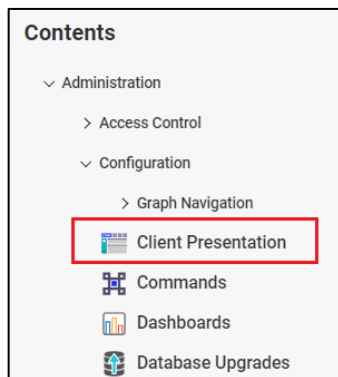 Contents
Administration
Access Control
Configuration
Graph Navigation
Client Presentation
Commands
Dashboards
Database Upgrades